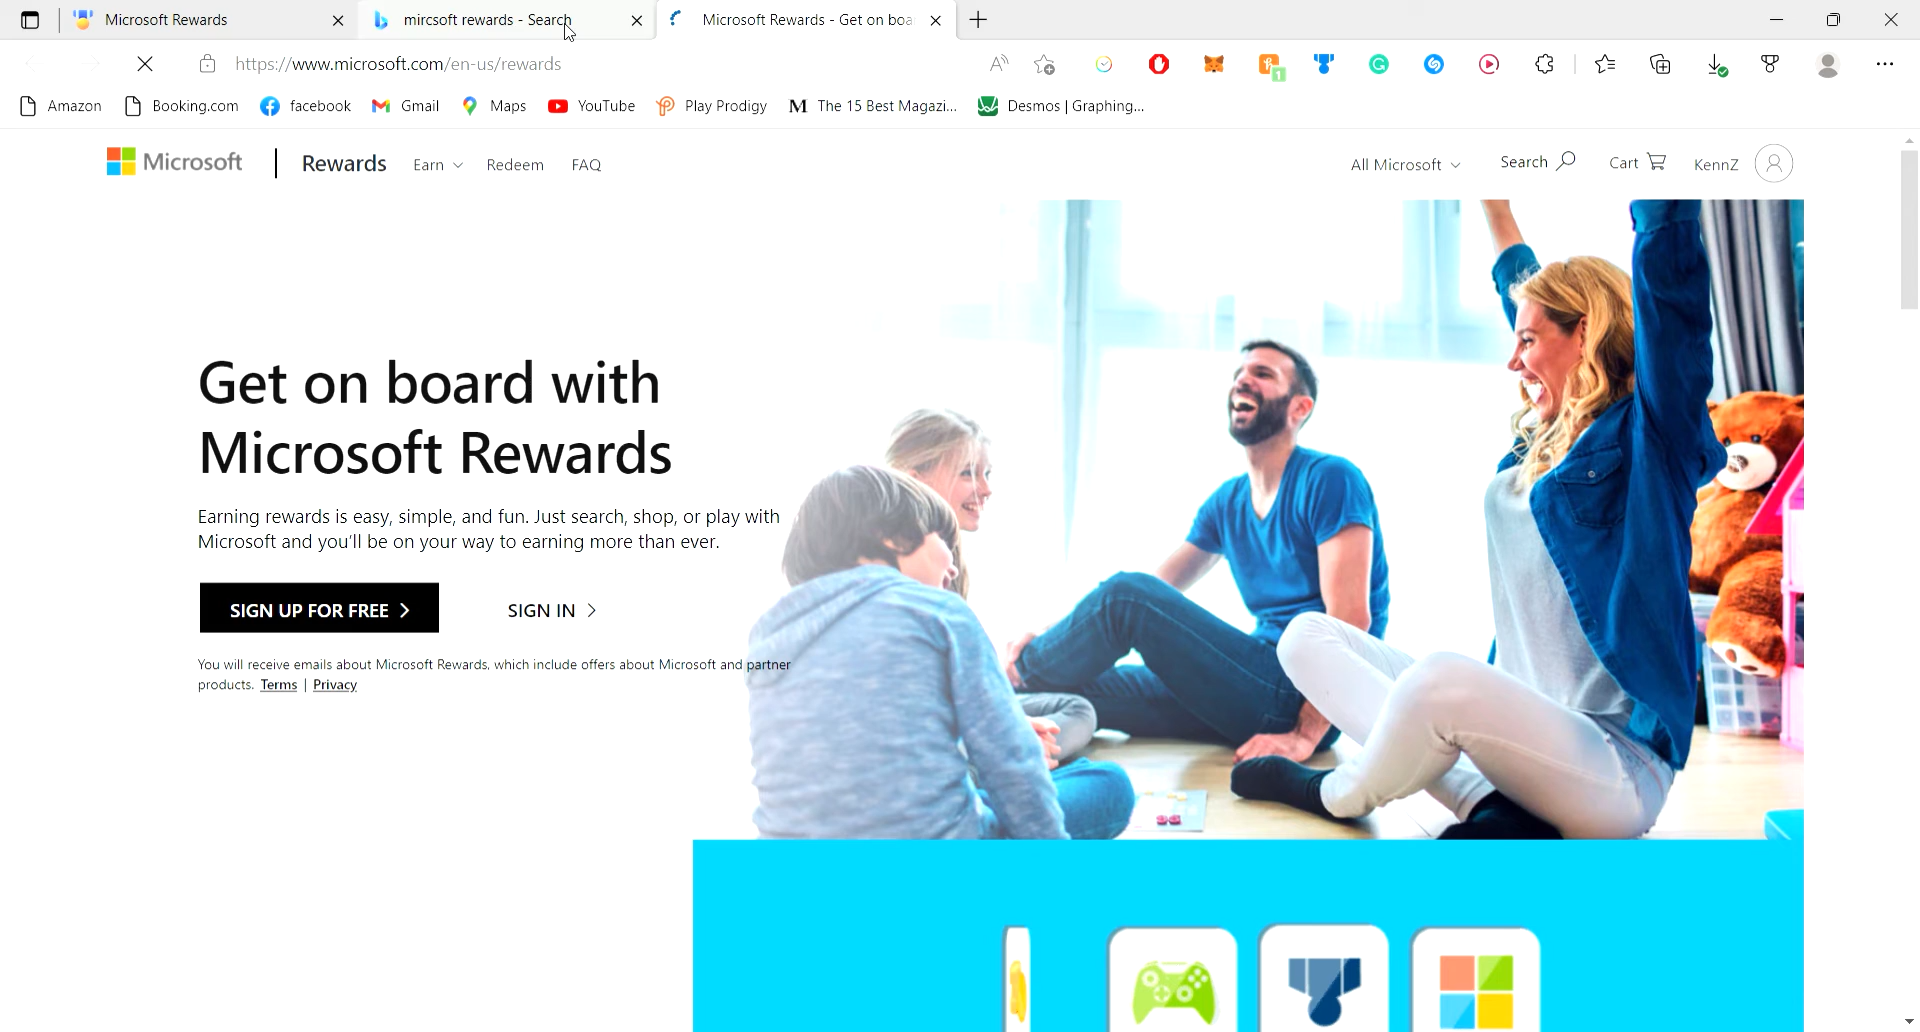 Microsoft Rewards
mircsoft rewards - Search
Microsoft Rewards - Get on boa
https://www.microsoft.com/en-us/rewards
1
Amazon
Booking.com
facebook
Gmail
Maps
YouTube
Play Prodigy
The 15 Best Magazi...
Desmos | Graphing...
Microsoft | Rewards Earn Redeem FAQ
All Microsoft Search Cart KennZ
Get on board with
Microsoft Rewards
Earning rewards is easy, simple, and fun. Just search, shop, or play with
Microsoft and you'll be on your way to earning more than ever.
SIGN UP FOR FREE >
SIGN IN >
You will receive emails about Microsoft Rewards, which include offers about Microsoft and partner
products. Terms | Privacy